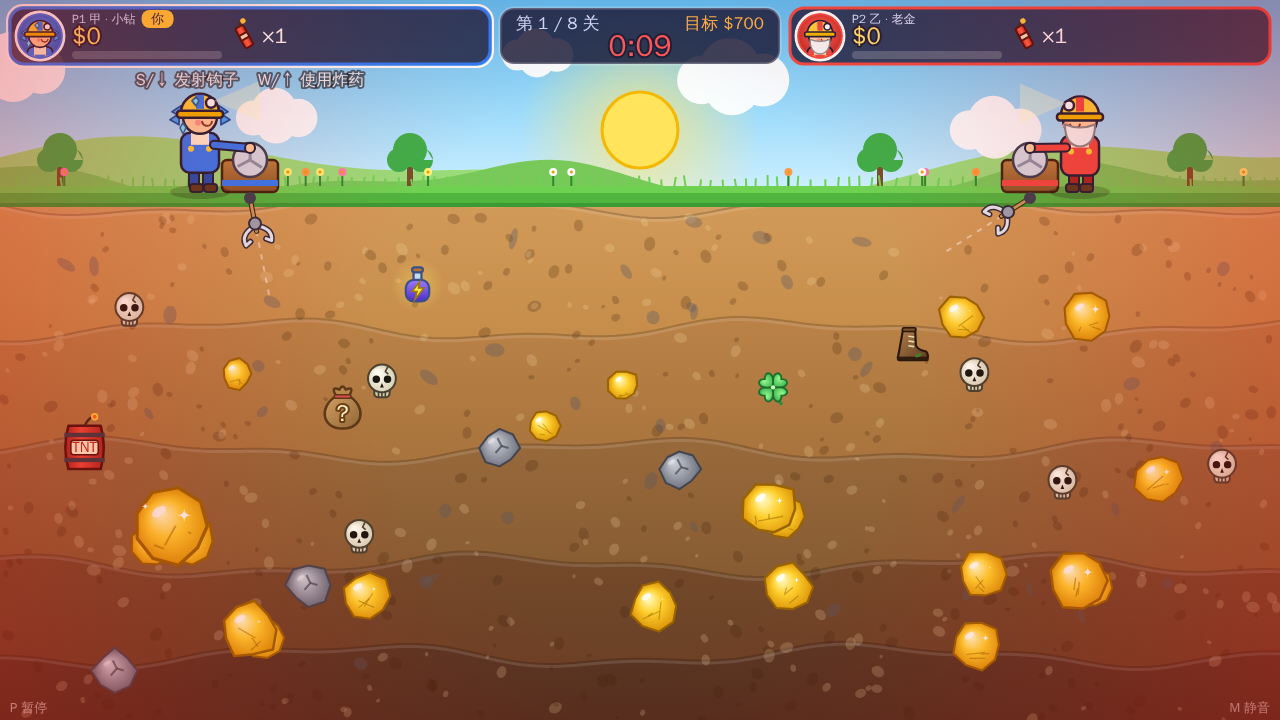 P1 甲 · 小钻 你
$0
×1
第 1 / 8 关
目标 $700
0:09
P2 乙 · 老金
$0
×1
S/↓ 发射钩子 W/↑ 使用炸药
?
TNT
P 暂停
M 静音